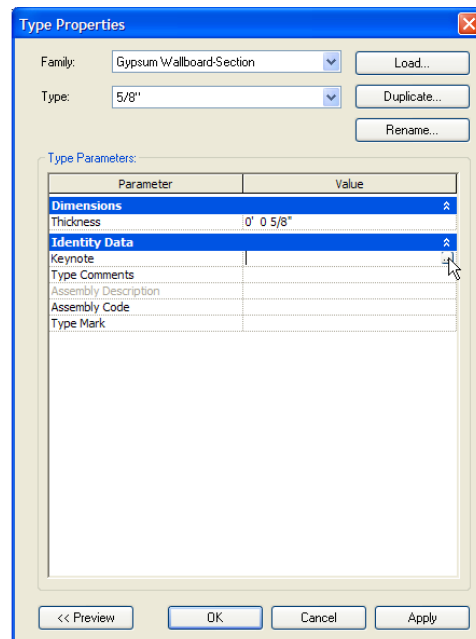 Type Properties
Family: Gypsum Wallboard-Section Load...
Type: 5/8" Duplicate...
Rename...
Type Parameters:
Parameter Value
Dimensions
Thickness 0' 0 5/8"
Identity Data
Keynote
Type Comments
Assembly Description
Assembly Code
Type Mark
<< Preview OK Cancel Apply